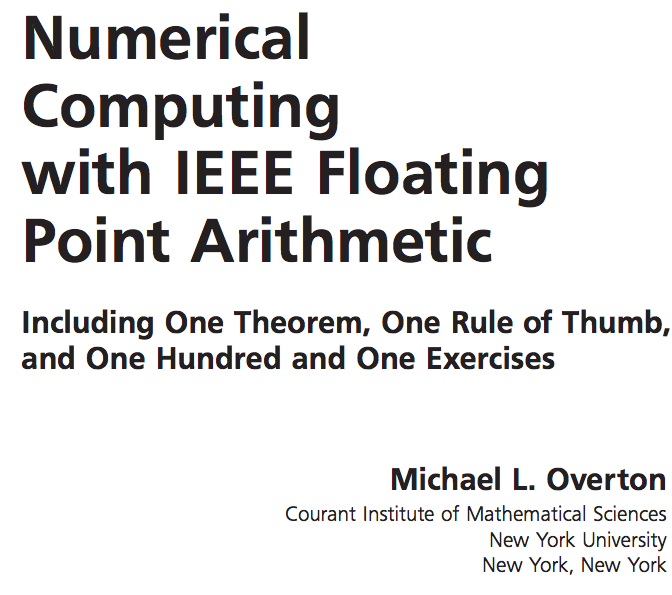 Numerical
Computing
with IEEE Floating
Point Arithmetic
Including One Theorem, One Rule of Thumb,
and One Hundred and One Exercises
Michael L. Overton
Courant Institute of Mathematical Sciences
New York University
New York, New York